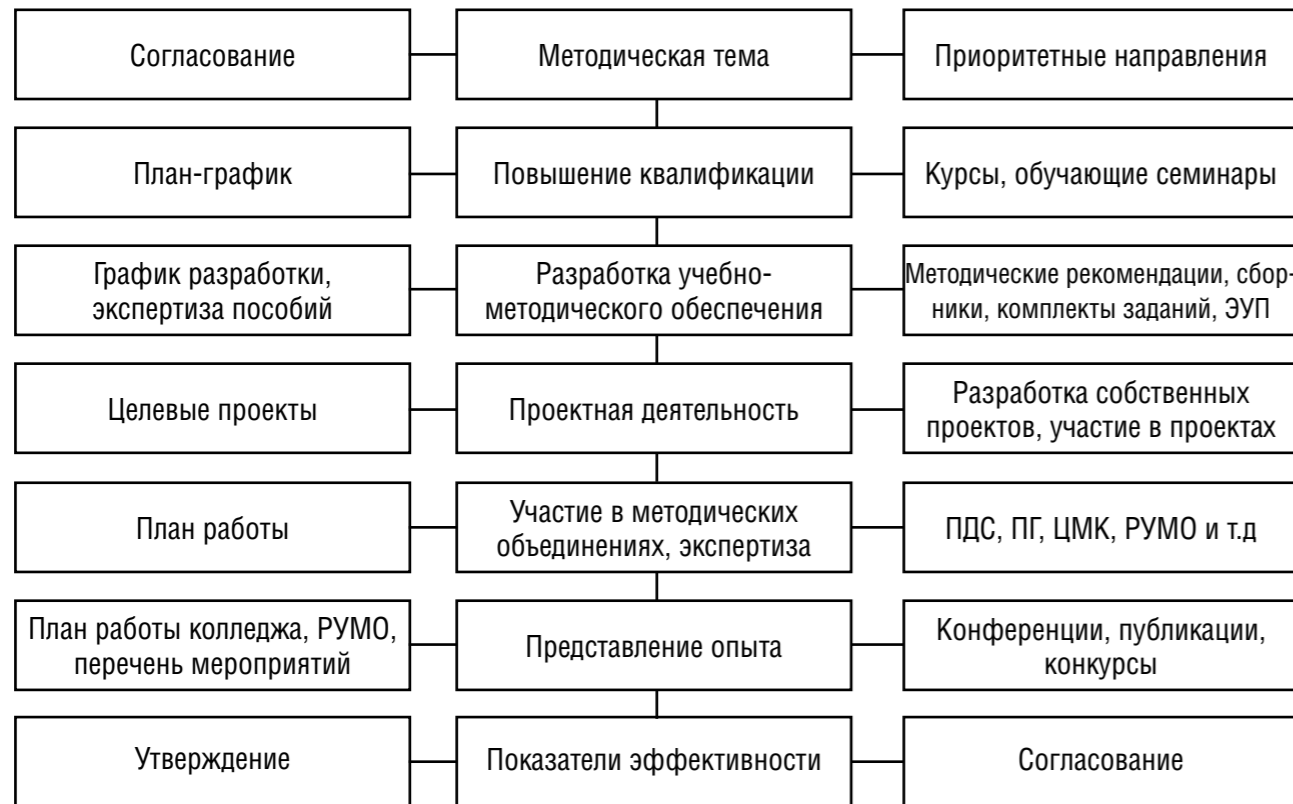 Согласование
Методическая тема
Приоритетные направления
План-график
Повышение квалификации
Курсы, обучающие семинары
График разработки,
экспертиза пособий
Разработка учебно-
методического обеспечения
Методические рекомендации, сбор-
ники, комплекты заданий, ЭУП
Целевые проекты
Проектная деятельность
Разработка собственных
проектов, участие в проектах
План работы
Участие в методических
объединениях, экспертиза
ПДС, ПГ, ЦМК, РУМО и т.д
План работы колледжа, РУМО,
перечень мероприятий
Представление опыта
Конференции, публикации,
конкурсы
Утверждение
Показатели эффективности
Согласование